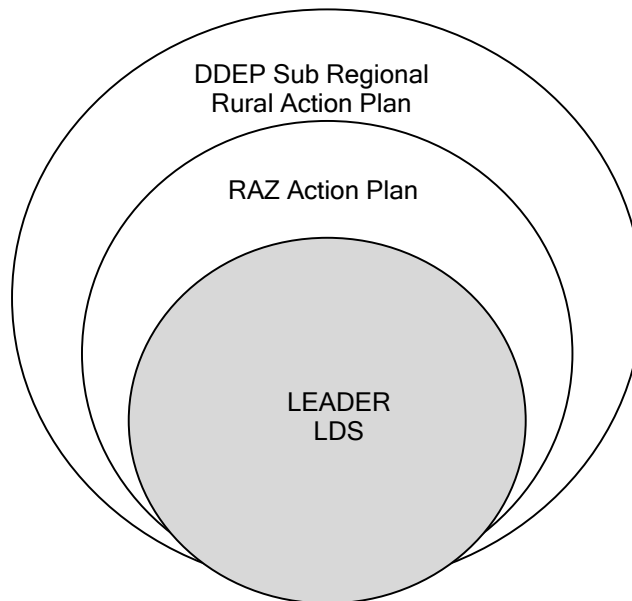 DDEP Sub Regional
Rural Action Plan
RAZ Action Plan
LEADER
LDS